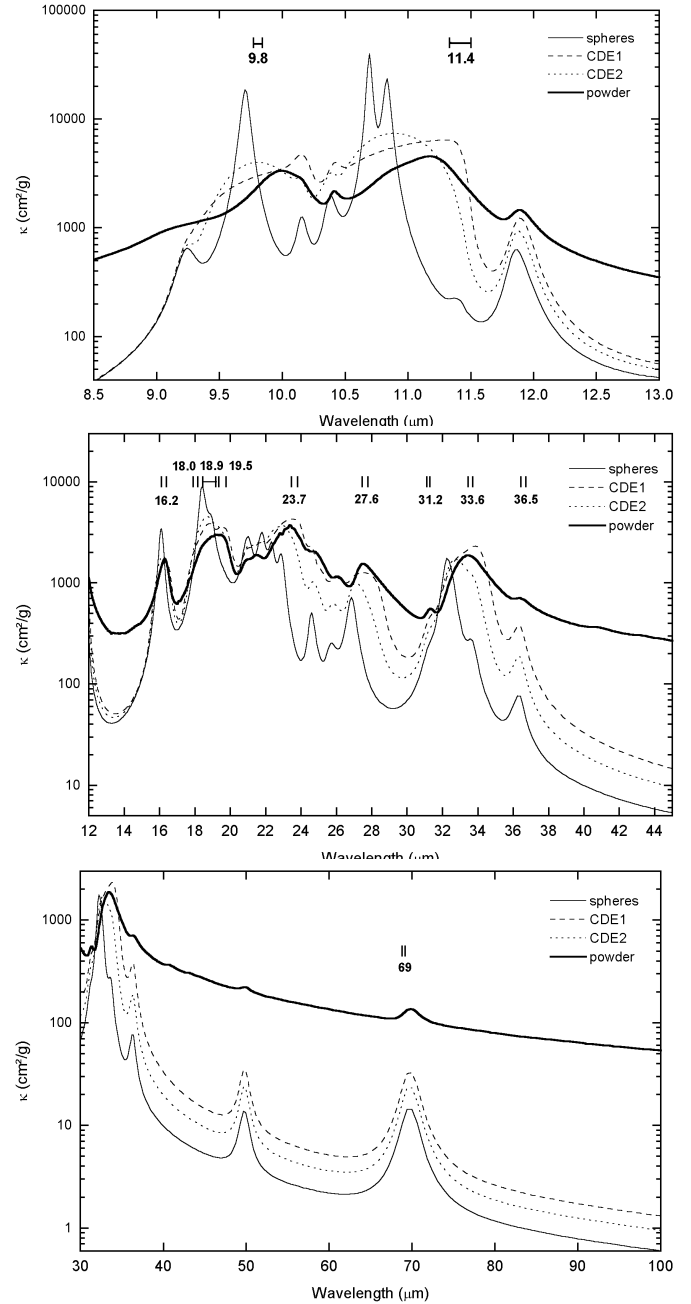 100000
spheres
CDE1
9.8
11.4
CDE2
powder
10000
κ (cm²/g)
1000
100
8.5 9.0 9.5 10.0 10.5 11.0 11.5 12.0 12.5 13.0
Wavelength (μm)
18.0 18.9 19.5
spheres
10000
CDE1
16.2 23.7 27.6 31.2 33.6 36.5
CDE2
powder
1000
κ (cm²/g)
100
10
12 14 16 18 20 22 24 26 28 30 32 34 36 38 40 42 44
Wavelength (μm)
spheres
1000
CDE1
CDE2
powder
69
100
κ (cm²/g)
10
1
30 40 50 60 70 80 90 100
Wavelength (μm)